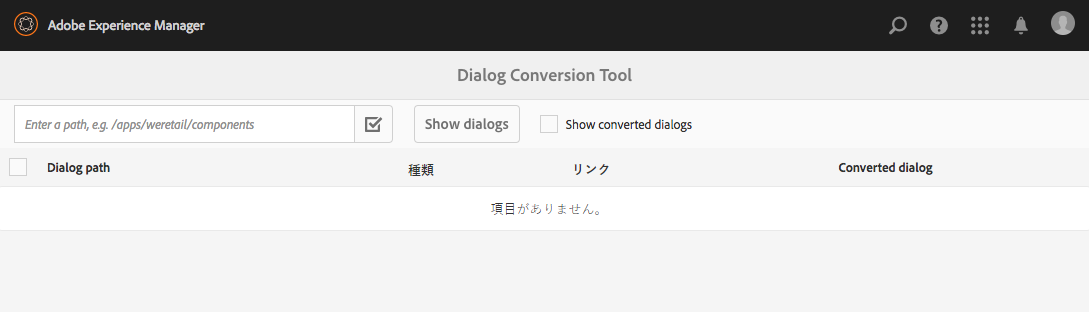 Adobe Experience Manager
Dialog Conversion Tool
Enter a path, e.g. /apps/weretail/components Show dialogs Show converted dialogs
Dialog path 種類 リンク Converted dialog
項目がありません。